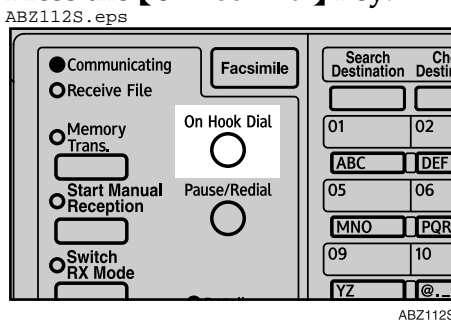 ABZ112S.eps
Communicating
Receive File
Facsimile
Search
Destination
Memory
Trans.
On Hook Dial
Start Manual
Reception
Pause/Redial
Switch
RX Mode
01
02
ABC
DEF
05
06
MNO
PQR
09
10
YZ
@._
ABZ112S